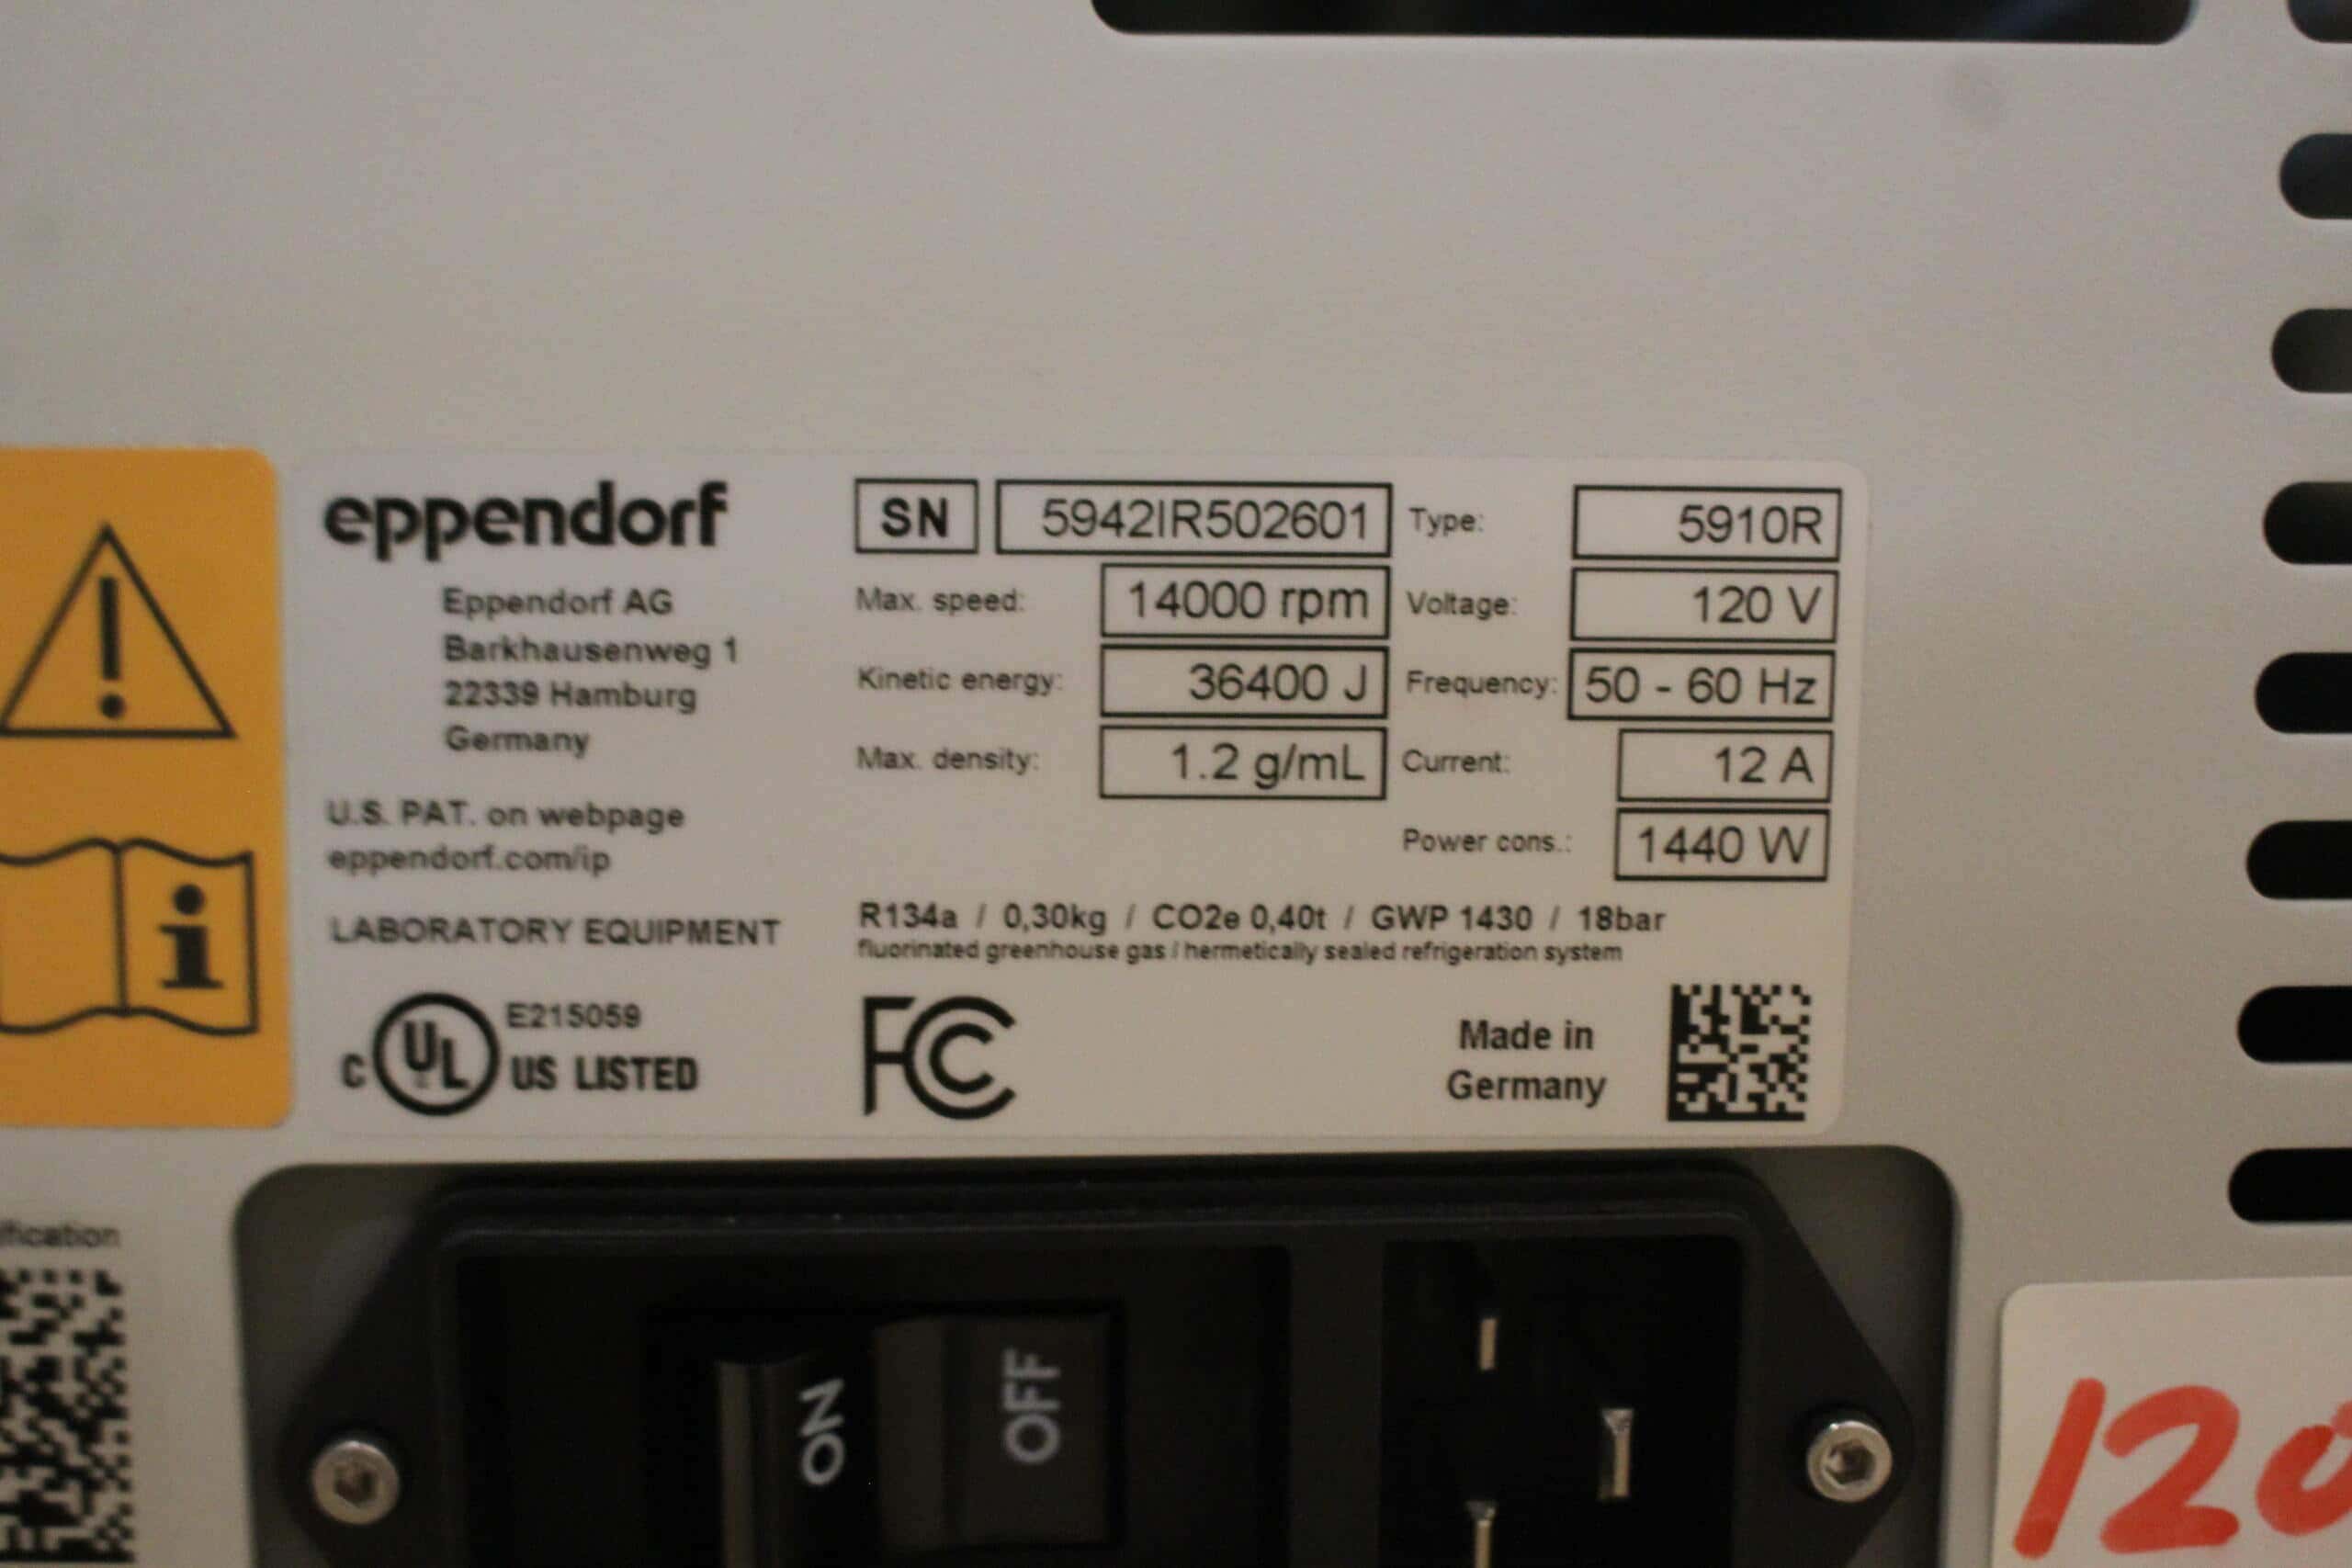 eppendorf
Eppendorf AG
Barkhausenweg 1
22339 Hamburg
Germany
U.S. PAT. on webpage
eppendorf.com/ip
LABORATORY EQUIPMENT
C UL US LISTED
E215059
SN 5942IR502601 Type: 5910R
Max. speed: 14000 rpm Voltage: 120 V
Kinetic energy: 36400 J Frequency: 50 - 60 Hz
Max. density: 1.2 g/mL Current: 12 A
Power cons.: 1440 W
R134a / 0,30kg / CO2e 0,40t / GWP 1430 / 18bar
fluorinated greenhouse gas / hermetically sealed refrigeration system
FC
Made in
Germany
ON
OFF
120